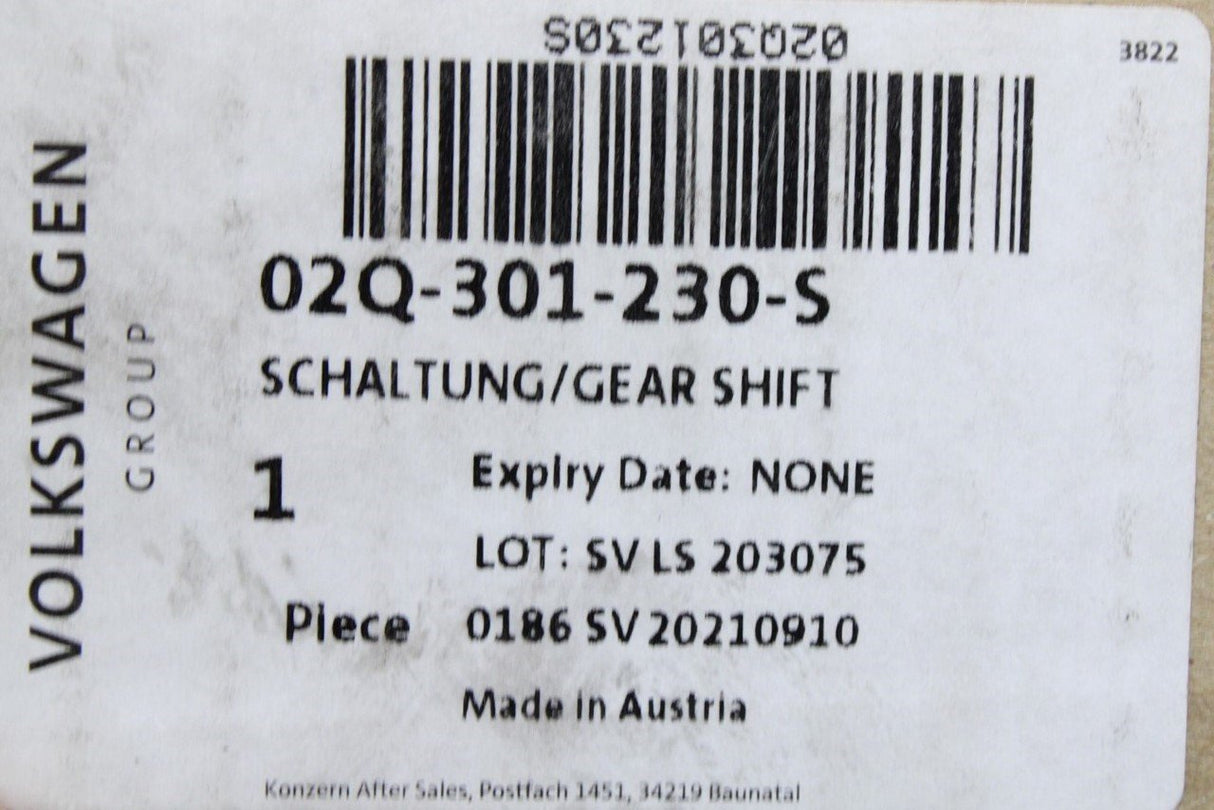 02Q301230S
3822
VOLKSWAGEN
GROUP
02Q-301-230-S
SCHALTUNG/GEAR SHIFT
1 Expiry Date: NONE
LOT: SV LS 203075
Piece 0186 SV 20210910
Made in Austria
Konzern After Sales, Postfach 1451, 34219 Baunatal